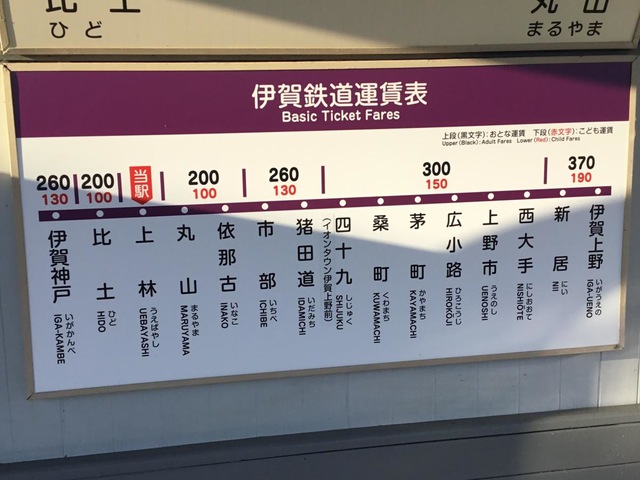 比土
丸山
ひど
まるやま
伊賀鉄道運賃表
Basic Ticket Fares
上段(黒文字):おとな運賃 下段(赤文字):こども運賃
Upper(Black):Adult Fares Lower(Red):Child Fares
260 200 当駅 200 260 300 370
130 100 100 130 150 190
伊賀神戸 いがかんべ IGA-KAMBE
比土 ひど HIDO
上林 うえばやし UEBAYASHI
丸山 まるやま MARUYAMA
依那古 いなこ INAKO
市部 いちべ ICHIBE
猪田道 いだみち IDAMICHI
四十九 しじゅく SHIJUKU
(イオンタウン伊賀上野前)
桑町 くわまち KUWAMACHI
茅町 かやまち KAYAMACHI
広小路 ひろこうじ HIROKŌJI
上野市 うえのし UENOSHI
西大手 にしおおて NISHIOTE
新居 にい NII
伊賀上野 いがうえの IGA-UENO